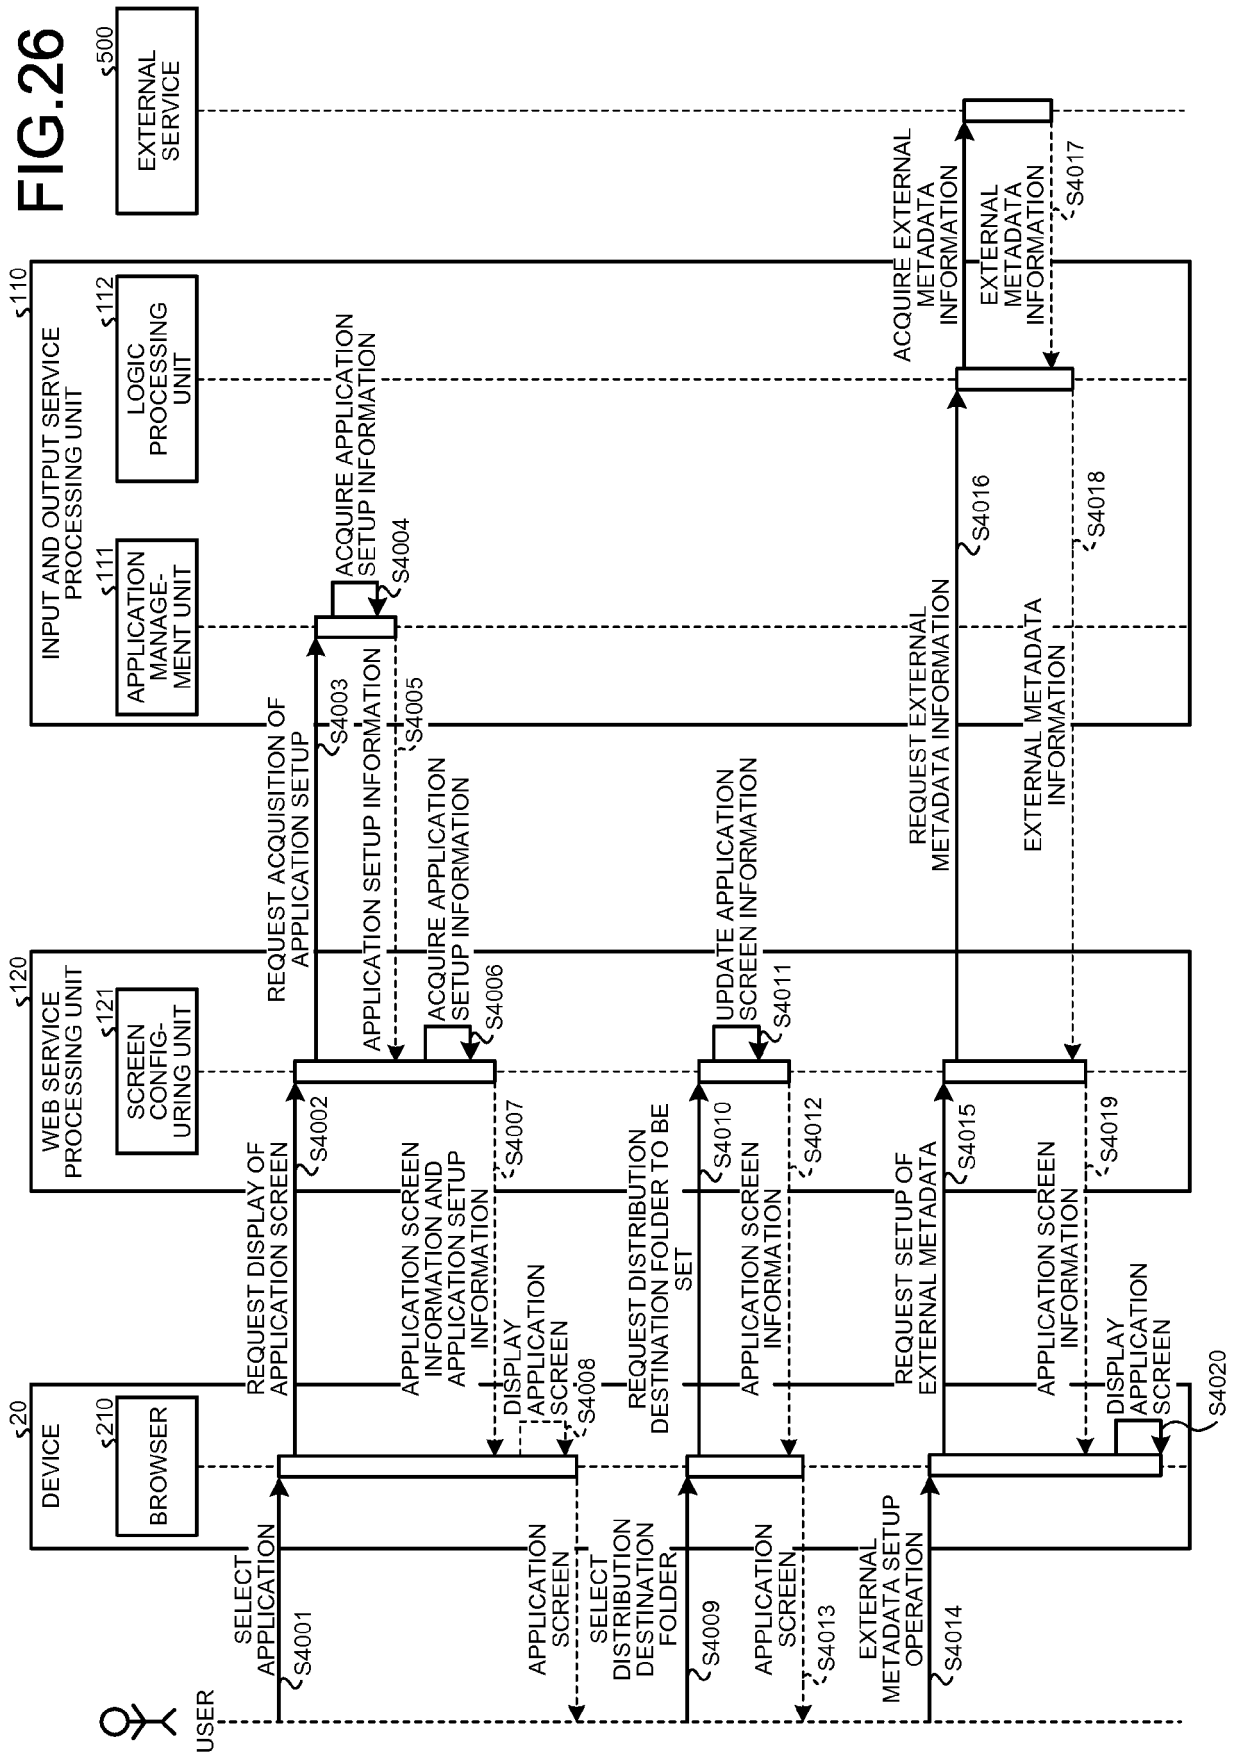 FIG.26
USER
DEVICE
20
BROWSER
210
WEB SERVICE
PROCESSING UNIT
120
SCREEN
CONFIG-
URING UNIT
121
INPUT AND OUTPUT SERVICE
PROCESSING UNIT
110
APPLICATION
MANAGE-
MENT UNIT
111
LOGIC
PROCESSING
UNIT
112
EXTERNAL
SERVICE
500
SELECT
APPLICATION
S4001
REQUEST DISPLAY OF
APPLICATION SCREEN
S4002
REQUEST ACQUISITION OF
APPLICATION SETUP
S4003
ACQUIRE APPLICATION
SETUP INFORMATION
S4004
APPLICATION SETUP INFORMATION
S4005
ACQUIRE APPLICATION
SETUP INFORMATION
S4006
APPLICATION SCREEN
INFORMATION AND
APPLICATION SETUP
INFORMATION
S4007
DISPLAY
APPLICATION
SCREEN
S4008
APPLICATION
SCREEN
SELECT
DISTRIBUTION
DESTINATION
FOLDER
S4009
REQUEST DISTRIBUTION
DESTINATION FOLDER TO BE
SET
S4010
UPDATE APPLICATION
SCREEN INFORMATION
S4011
APPLICATION SCREEN
INFORMATION
S4012
APPLICATION
SCREEN
S4013
EXTERNAL
METADATA SETUP
OPERATION
S4014
REQUEST SETUP OF
EXTERNAL METADATA
S4015
REQUEST EXTERNAL
METADATA INFORMATION
S4016
ACQUIRE EXTERNAL
METADATA
INFORMATION
EXTERNAL
METADATA
INFORMATION
S4017
EXTERNAL METADATA
INFORMATION
S4018
APPLICATION SCREEN
INFORMATION
S4019
DISPLAY
APPLICATION
SCREEN
S4020